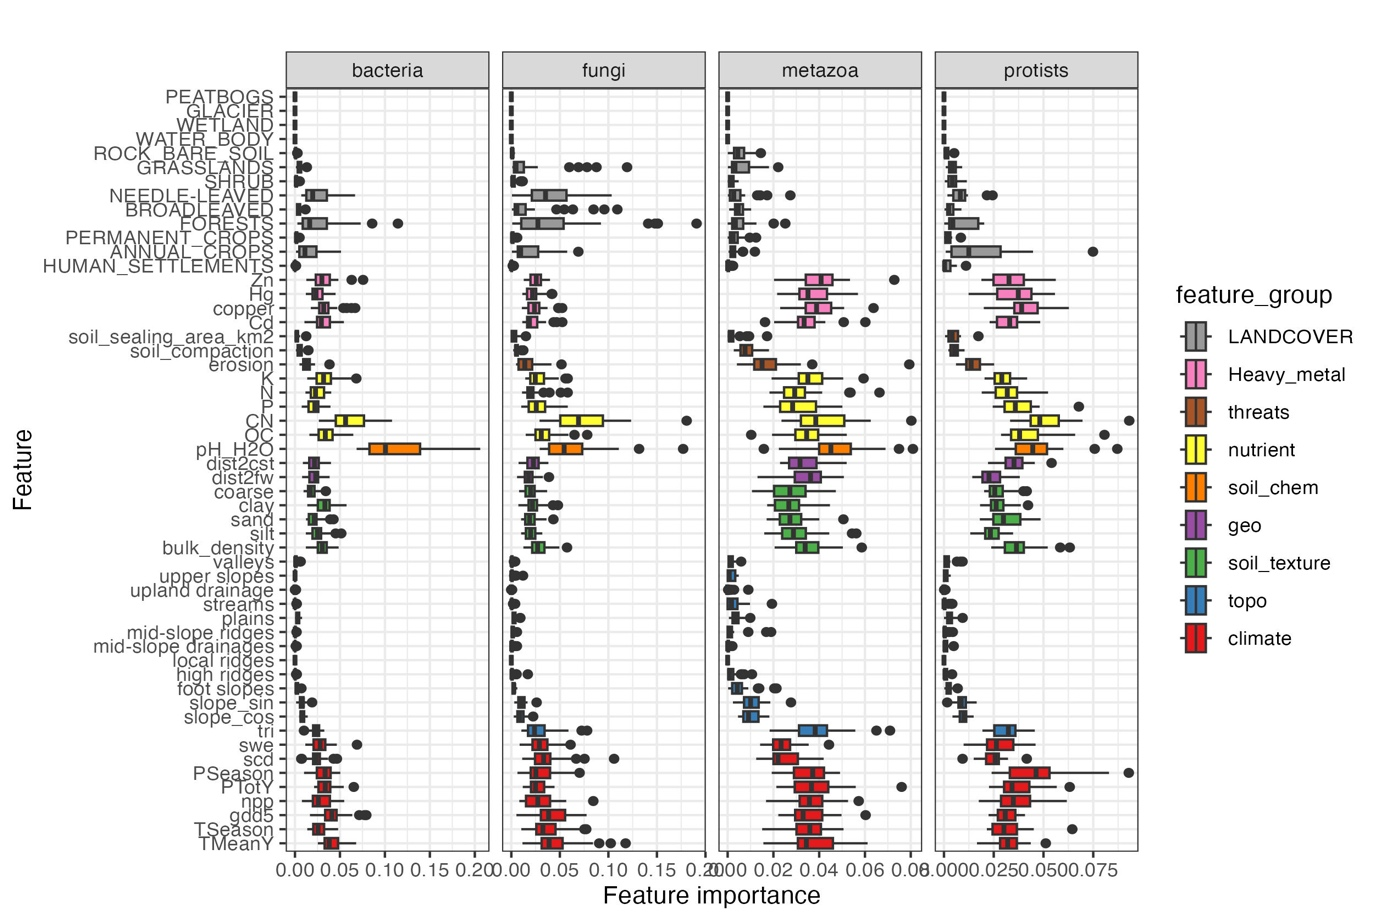 bacteria
fungi
metazoa
protists
PEATBOGS
GLACIER
WETLAND
WATER_BODY
ROCK_BARE_SOIL
GRASSLANDS
SHRUB
NEEDLE-LEAVED
BROADLEAVED
FORESTS
PERMANENT_CROPS
ANNUAL_CROPS
HUMAN_SETTLEMENTS
Zn
Hg
copper
Cd
soil_sealing_area_km2
soil_compaction
erosion
K
N
P
CN
OC
pH_H2O
dist2cst
dist2fw
coarse
clay
sand
silt
bulk_density
valleys
upper slopes
upland drainage
streams
plains
mid-slope ridges
mid-slope drainages
local ridges
high ridges
foot slopes
slope_sin
slope_cos
tri
swe
scd
PSeason
PTotY
npp
gdd5
TSeason
TMeanY
Feature
0.00 0.05 0.10 0.15 0.20
0.00 0.05 0.10 0.15 0.20
0.00 0.02 0.04 0.06 0.08
0.000 0.025 0.050 0.075
Feature importance
feature_group
LANDCOVER
Heavy_metal
threats
nutrient
soil_chem
geo
soil_texture
topo
climate